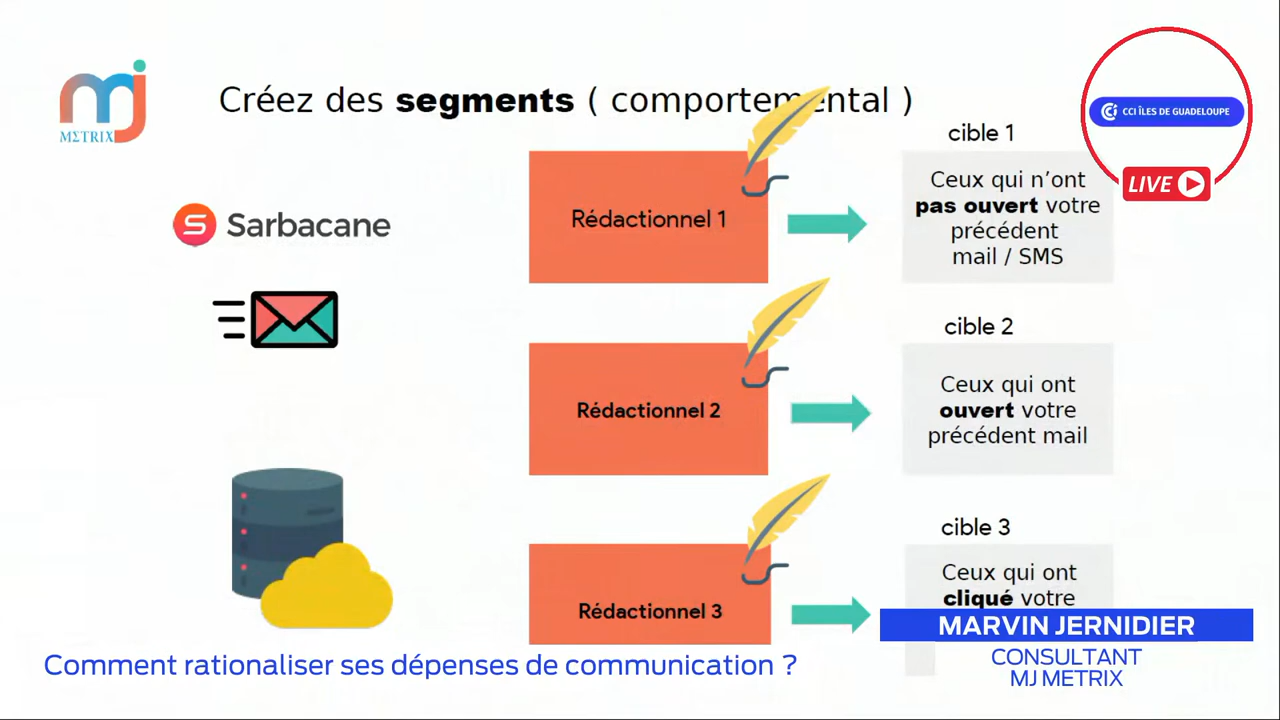 mj
MΣTRIX
Créez des segments ( comportemental )
CCI ÎLES DE GUADELOUPE
LIVE
Sarbacane
Rédactionnel 1
cible 1
Ceux qui n’ont
pas ouvert votre
précédent
mail / SMS
Rédactionnel 2
cible 2
Ceux qui ont
ouvert votre
précédent mail
Rédactionnel 3
cible 3
Ceux qui ont
cliqué votre
MARVIN JERNIDIER
CONSULTANT
MJ METRIX
Comment rationaliser ses dépenses de communication ?